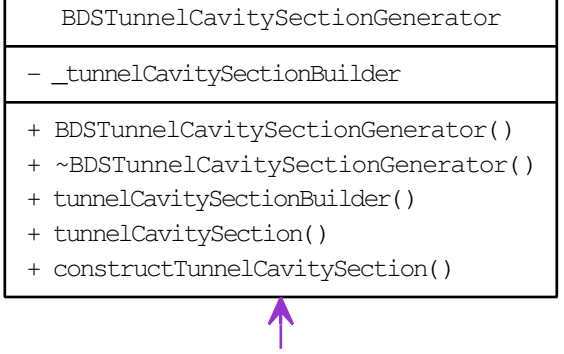 BDSTunnelCavitySectionGenerator
- _tunnelCavitySectionBuilder
+ BDSTunnelCavitySectionGenerator()
+ ~BDSTunnelCavitySectionGenerator()
+ tunnelCavitySectionBuilder()
+ tunnelCavitySection()
+ constructTunnelCavitySection()